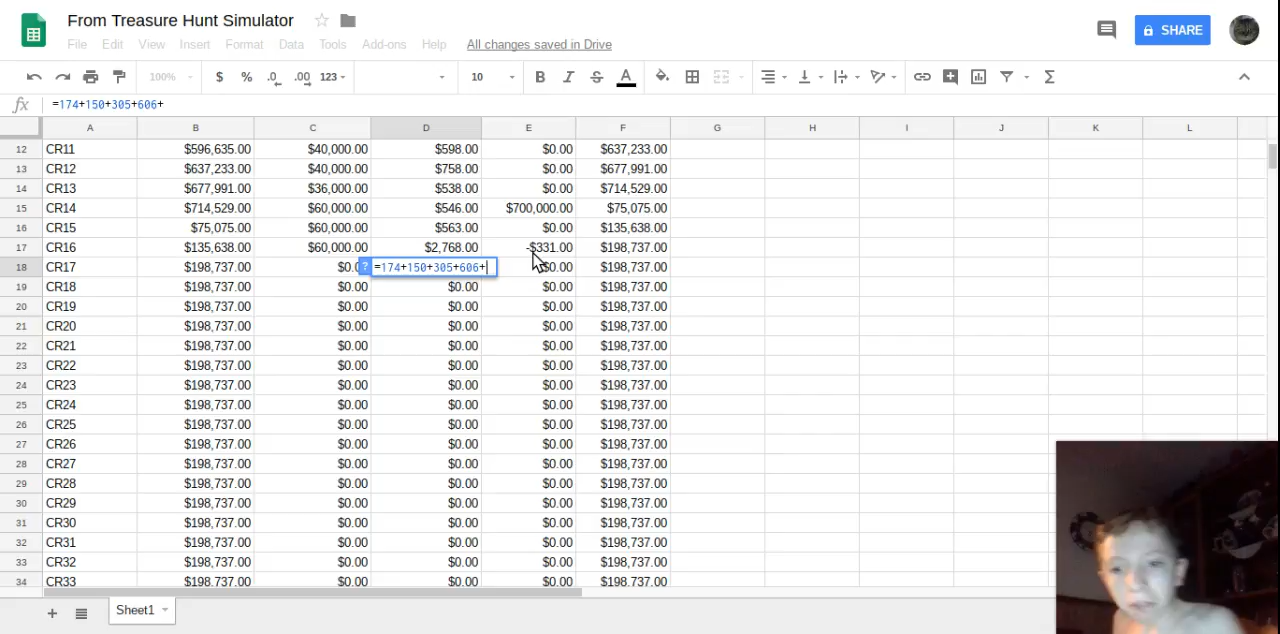 From Treasure Hunt Simulator
File Edit View Insert Format Data Tools Add-ons Help All changes saved in Drive
SHARE
100% $ % .0 .00 123 10 B I S A
fx =174+150+305+606+
A B C D E F G H I J K L
12 CR11 $596,635.00 $40,000.00 $598.00 $0.00 $637,233.00
13 CR12 $637,233.00 $40,000.00 $758.00 $0.00 $677,991.00
14 CR13 $677,991.00 $36,000.00 $538.00 $0.00 $714,529.00
15 CR14 $714,529.00 $60,000.00 $546.00 $700,000.00 $75,075.00
16 CR15 $75,075.00 $60,000.00 $563.00 $0.00 $135,638.00
17 CR16 $135,638.00 $60,000.00 $2,768.00 -$331.00 $198,737.00
18 CR17 $198,737.00 $0.0 ? =174+150+305+606+ $0.00 $198,737.00
19 CR18 $198,737.00 $0.00 $0.00 $0.00 $198,737.00
20 CR19 $198,737.00 $0.00 $0.00 $0.00 $198,737.00
21 CR20 $198,737.00 $0.00 $0.00 $0.00 $198,737.00
22 CR21 $198,737.00 $0.00 $0.00 $0.00 $198,737.00
23 CR22 $198,737.00 $0.00 $0.00 $0.00 $198,737.00
24 CR23 $198,737.00 $0.00 $0.00 $0.00 $198,737.00
25 CR24 $198,737.00 $0.00 $0.00 $0.00 $198,737.00
26 CR25 $198,737.00 $0.00 $0.00 $0.00 $198,737.00
27 CR26 $198,737.00 $0.00 $0.00 $0.00 $198,737.00
28 CR27 $198,737.00 $0.00 $0.00 $0.00 $198,737.00
29 CR28 $198,737.00 $0.00 $0.00 $0.00 $198,737.00
30 CR29 $198,737.00 $0.00 $0.00 $0.00 $198,737.00
31 CR30 $198,737.00 $0.00 $0.00 $0.00 $198,737.00
32 CR31 $198,737.00 $0.00 $0.00 $0.00 $198,737.00
33 CR32 $198,737.00 $0.00 $0.00 $0.00 $198,737.00
34 CR33 $198,737.00 $0.00 $0.00 $0.00 $198,737.00
Sheet1